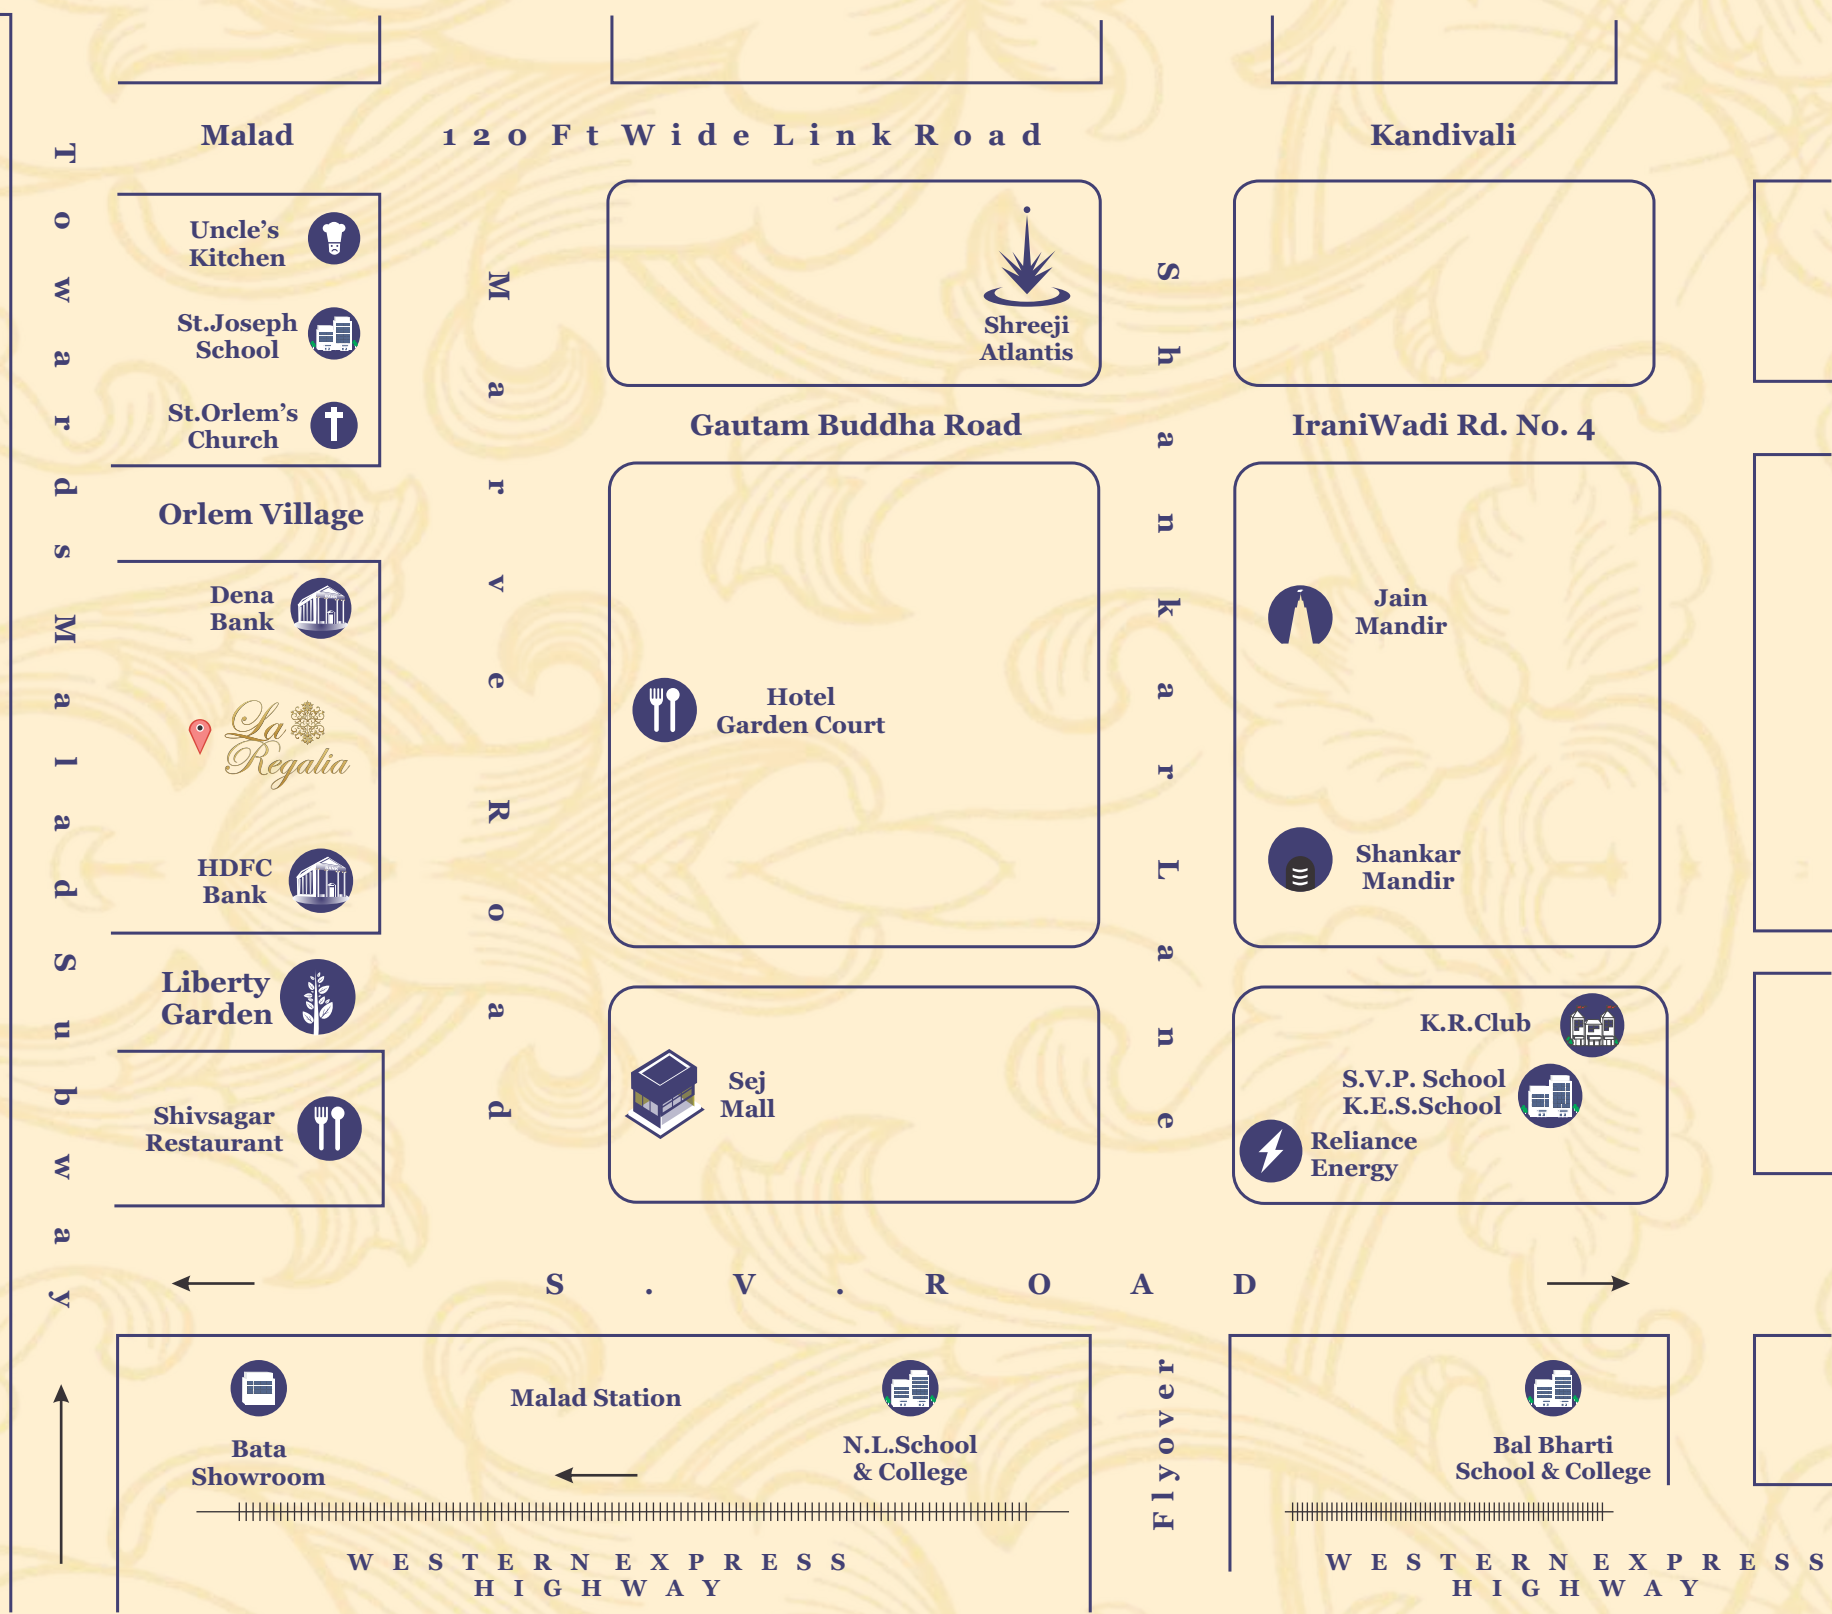 Malad
120 Ft Wide Link Road
Kandivali
Towards Malad Subway
Uncle's
Kitchen
St.Joseph
School
St.Orlem's
Church
Orlem Village
Dena
Bank
La
Regalia
HDFC
Bank
Liberty
Garden
Shivsagar
Restaurant
Marve Road
Shreeji
Atlantis
Gautam Buddha Road
Hotel
Garden Court
Sej
Mall
Shankar Lane
IraniWadi Rd. No. 4
Jain
Mandir
Shankar
Mandir
K.R.Club
S.V.P. School
K.E.S.School
Reliance
Energy
S.V.ROAD
Bata
Showroom
Malad Station
N.L.School
& College
Flyover
Bal Bharti
School & College
WESTERN EXPRESS
HIGHWAY
WESTERN EXPRESS
HIGHWAY